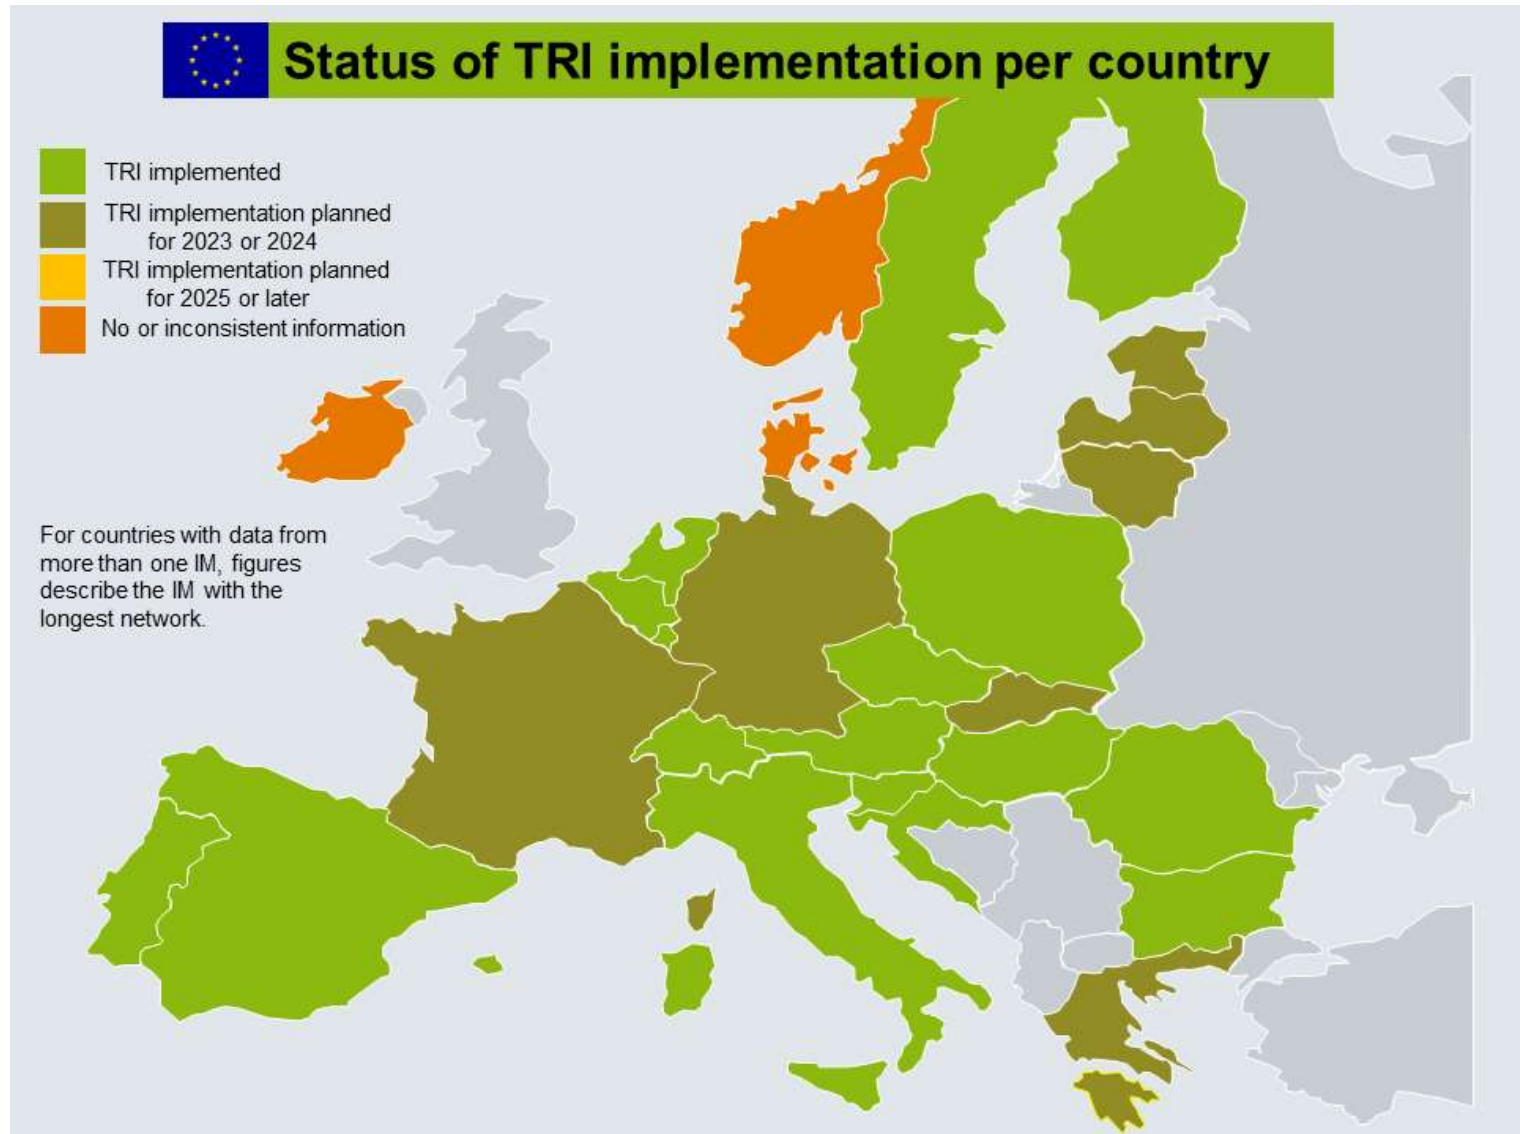 Status of TRI implementation per country
TRI implemented
TRI implementation planned
for 2023 or 2024
TRI implementation planned
for 2025 or later
No or inconsistent information
For countries with data from
more than one IM, figures
describe the IM with the
longest network.